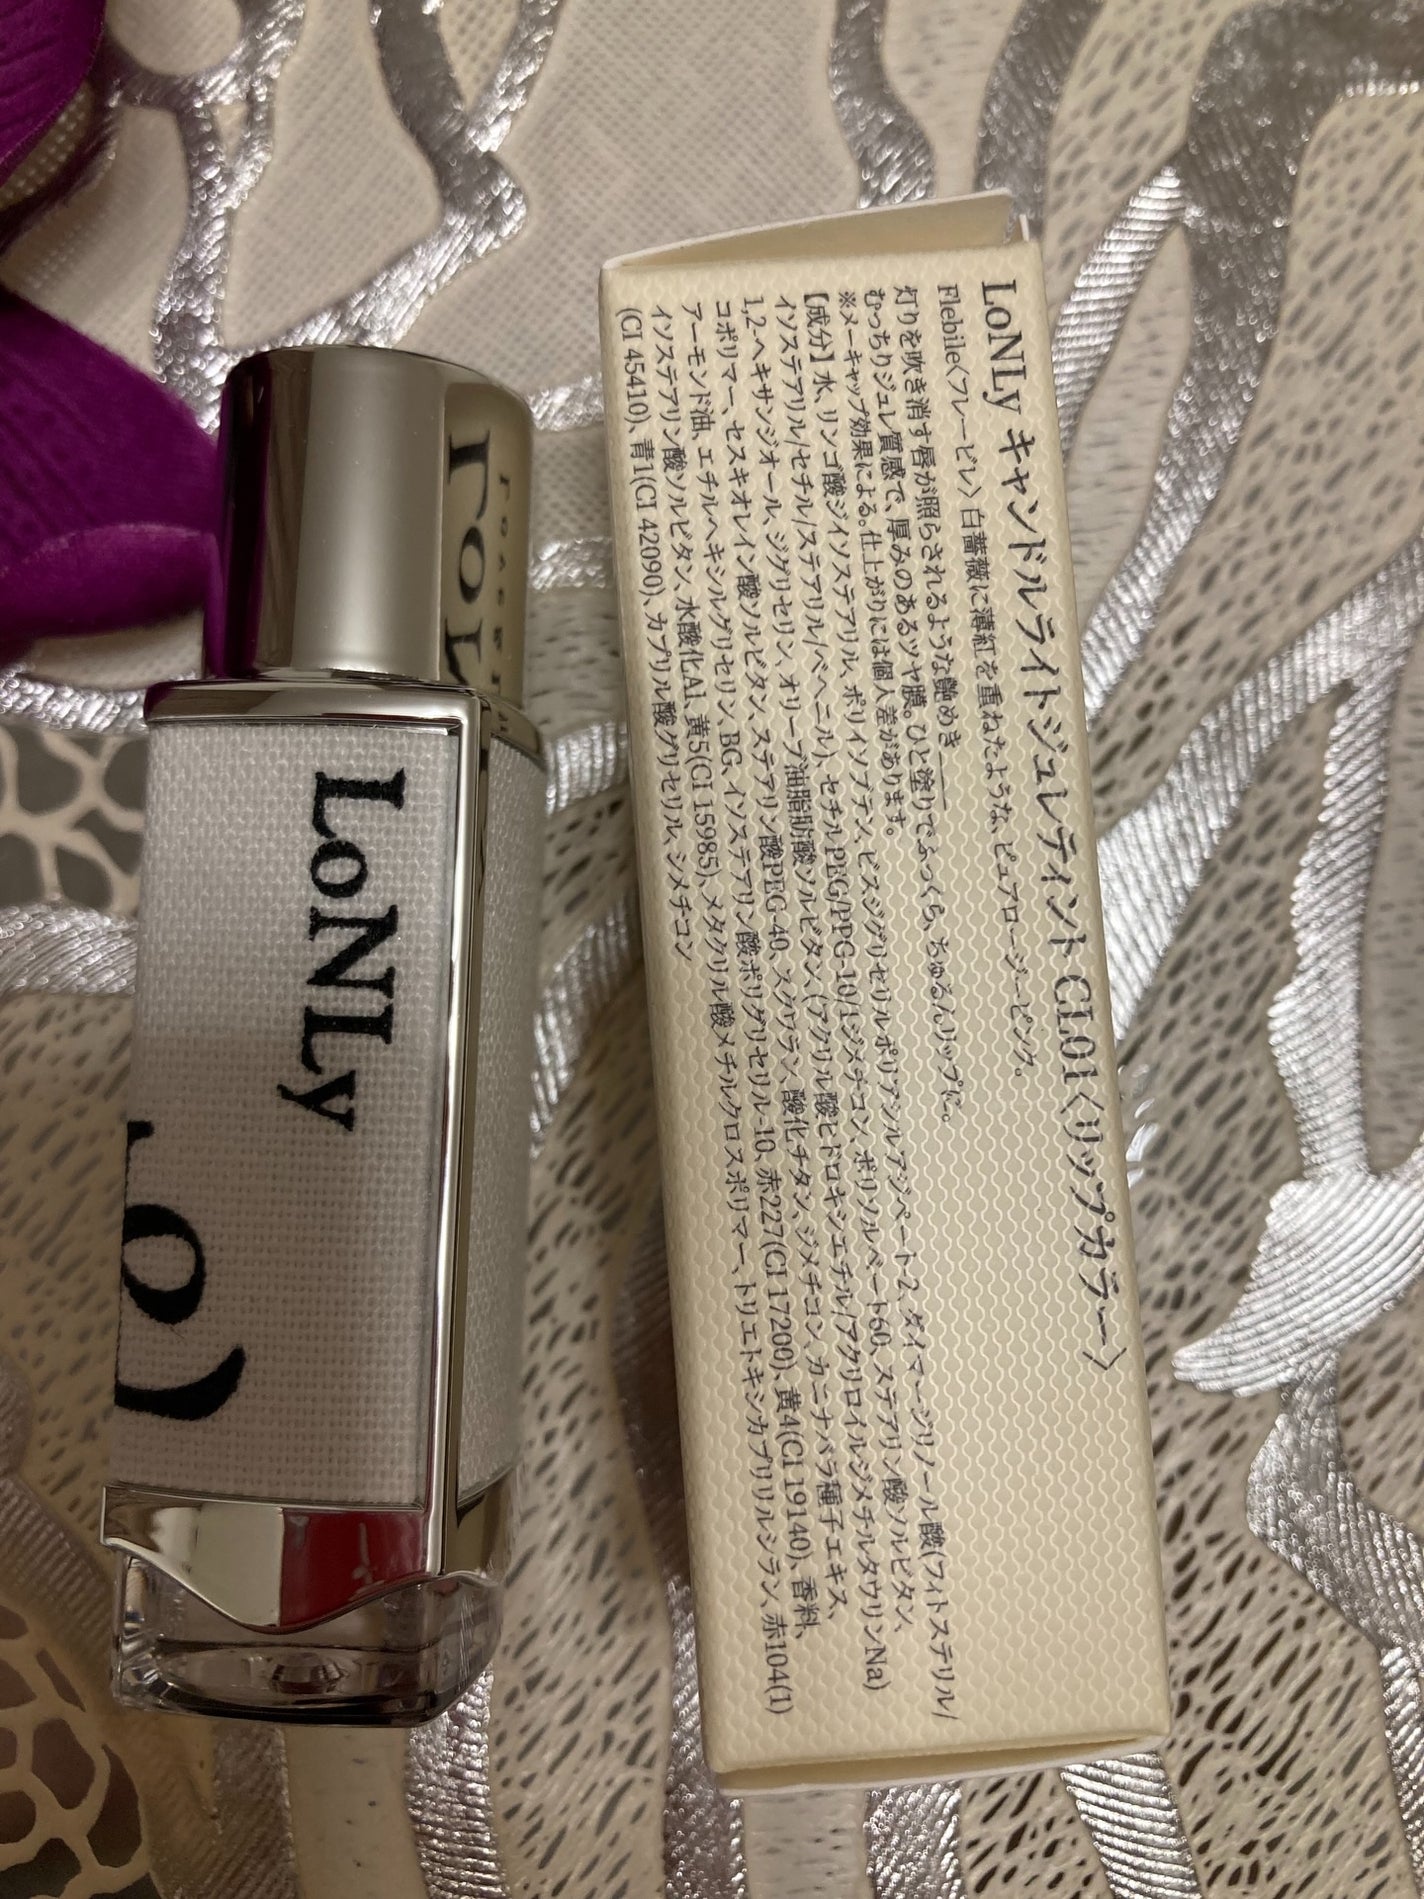 LoNLy キャンドルライトジュレティント CL01〈リップカラー〉
Flebile〈フレービレ〉白薔薇に薄紅を重ねたような、ピュアロージーピンク。
灯りを吹き消す唇が照らされるような艶めき――
むっちりジュレ質感で、厚みのあるツヤ膜。ひと塗りでふっくら、ちゅるんリップに。
※メーキャップ効果による。仕上がりには個人差があります。
【成分】水、リンゴ酸ジイソステアリル、ポリイソブテン、ビスジグリセリルポリアシルアジペート-2、ダイマージリノール酸(フィトステリル/
イソステアリル/セチル/ステアリル/ベヘニル)、セチルPEG/PPG-10/1ジメチコン、ポリソルベート60、ステアリン酸ソルビタン、
1,2-ヘキサンジオール、ジグリセリン、オリーブ油脂肪酸ソルビタン、(アクリル酸ヒドロキシエチル/アクリロイルジメチルタウリンNa)
コポリマー、セスキオレイン酸ソルビタン、ステアリン酸PEG-40、スクワラン、酸化チタン、ジメチコン、カニナバラ種子エキス、
アーモンド油、エチルヘキシルグリセリン、BG、イソステアリン酸ポリグリセリル-10、赤227(CI 17200)、黄4(CI 19140)、香料、
イソステアリン酸ソルビタン、水酸化Al、黄5(CI 15985)、メタクリル酸メチルクロスポリマー、トリエトキシカプリリルシラン、赤104(1)
(CI 45410)、青1(CI 42090)、カプリル酸グリセリル、シメチコン
LoNLy